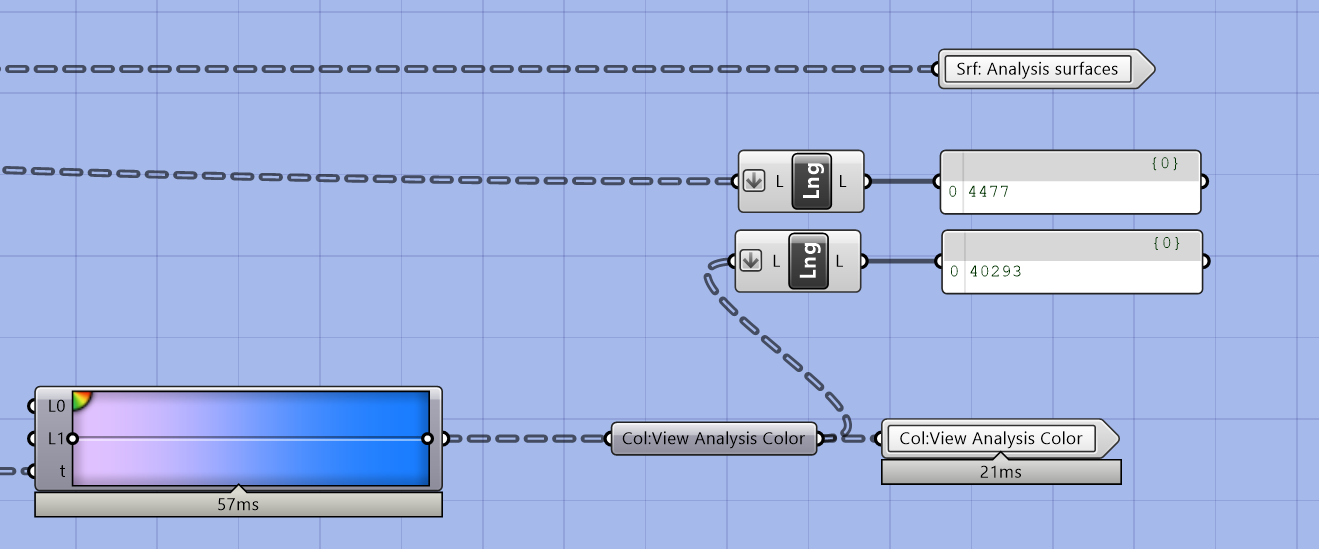 Srf: Analysis surfaces
L Lng L
{0}
0 4477
L Lng L
{0}
0 40293
L0
L1
t
57ms
Col:View Analysis Color
Col:View Analysis Color
21ms